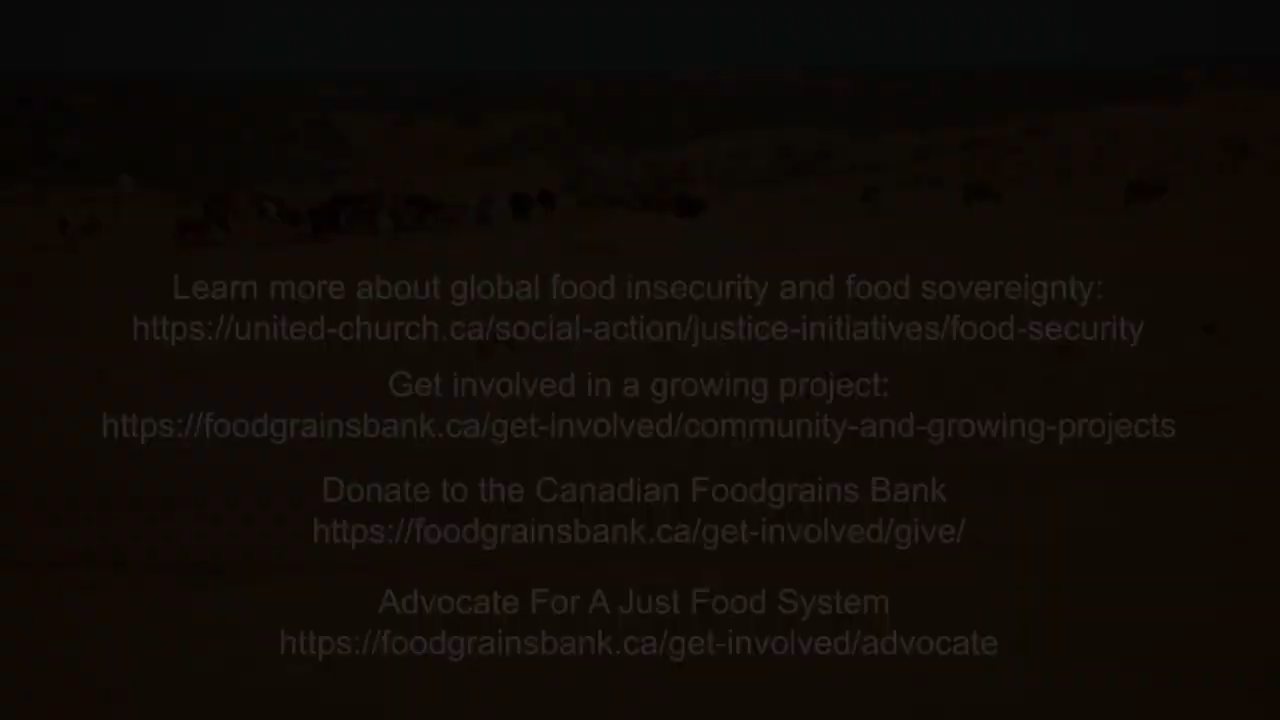 Learn more about global food insecurity and food sovereignty:
https://united-church.ca/social-action/justice-initiatives/food-security
Get involved in a growing project:
https://foodgrainsbank.ca/get-involved/community-and-growing-projects
Donate to the Canadian Foodgrains Bank
https://foodgrainsbank.ca/get-involved/give/
Advocate For A Just Food System
https://foodgrainsbank.ca/get-involved/advocate